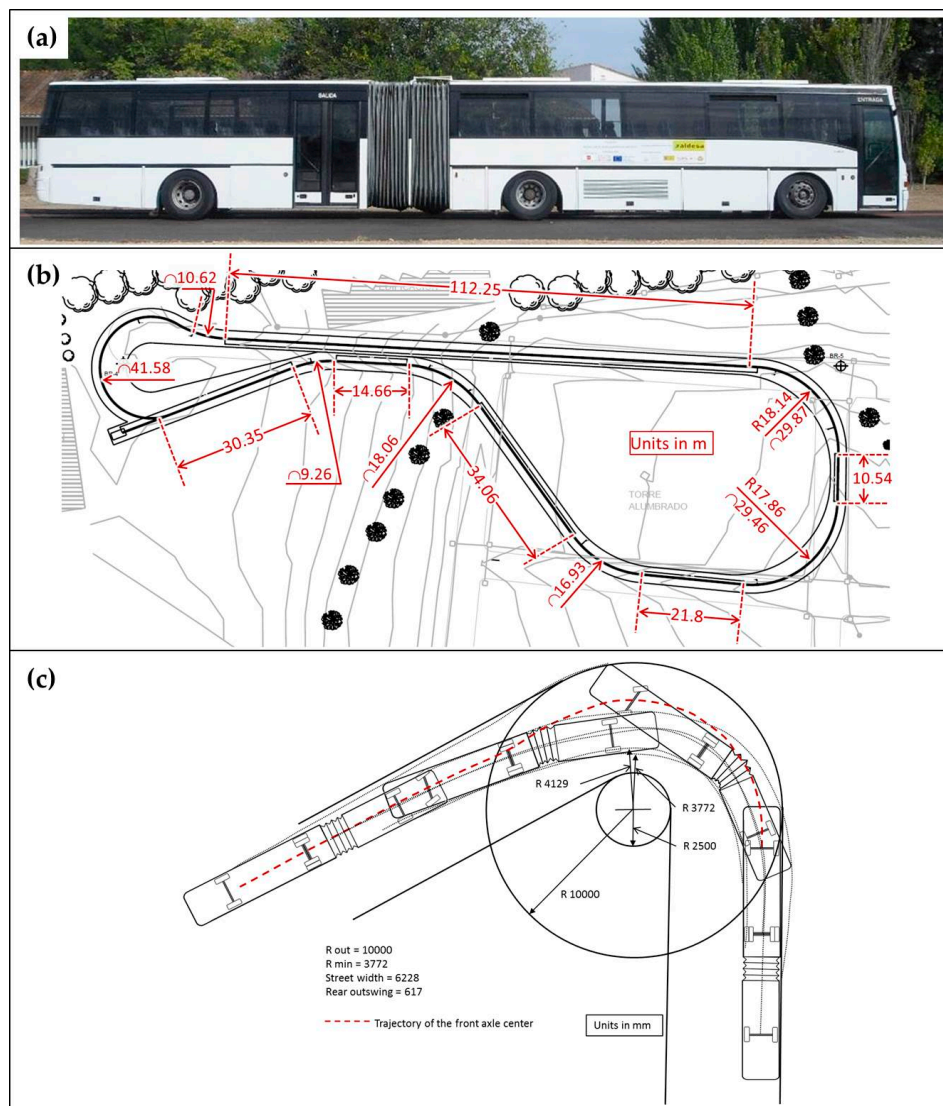 (a)
SALIDA
ENTRADA
xaldesa
(b)
⌒10.62
112.25
BR-5
⌒41.58
14.66
30.35
⌒9.26
⌒18.06
34.06
Units in m
R18.14
⌒29.87
10.54
TORRE
ALUMBRADO
R17.86
⌒29.46
⌒16.93
21.8
(c)
R 4129
R 3772
R 2500
R 10000
R out = 10000
R min = 3772
Street width = 6228
Rear outswing = 617
Trajectory of the front axle center
Units in mm